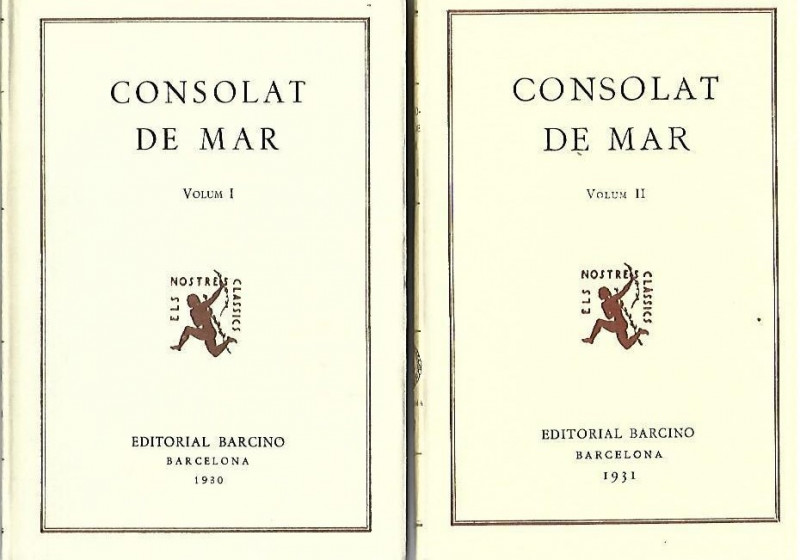 CONSOLAT
DE MAR
VOLUM I
ELS NOSTRES CLÀSSICS
EDITORIAL BARCINO
BARCELONA
1930
CONSOLAT
DE MAR
VOLUM II
ELS NOSTRES CLÀSSICS
EDITORIAL BARCINO
BARCELONA
1931